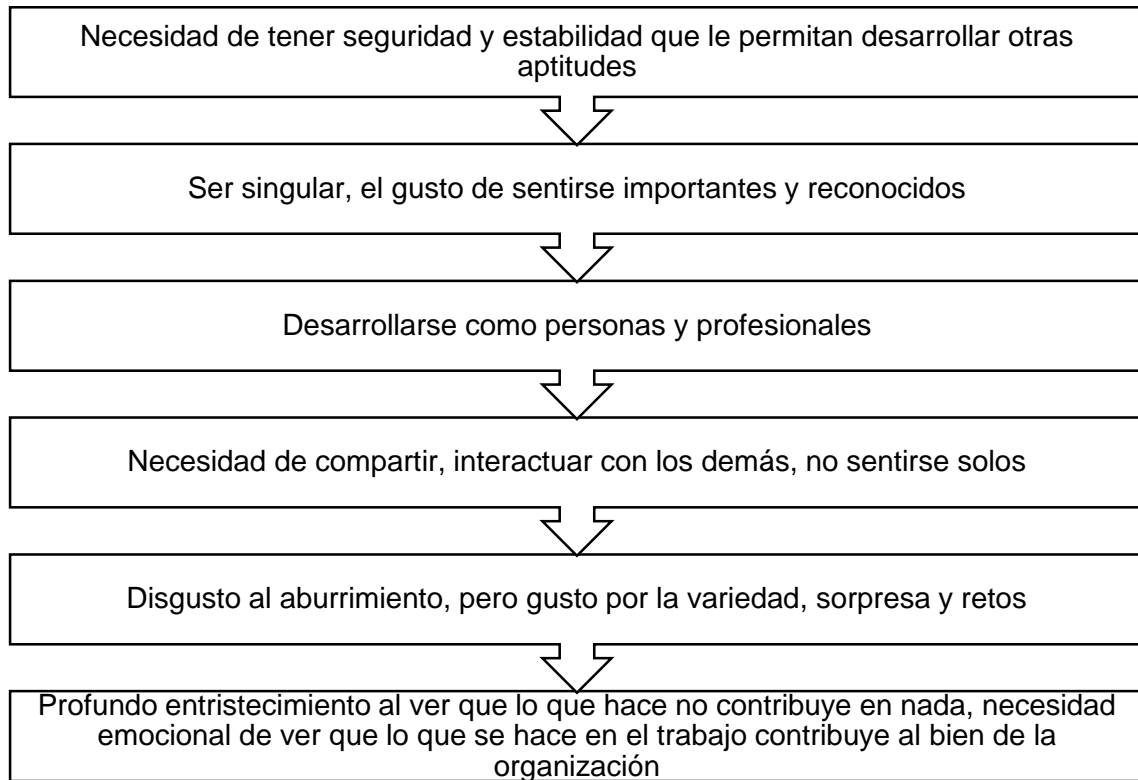 Necesidad de tener seguridad y estabilidad que le permitan desarrollar otras
aptitudes
Ser singular, el gusto de sentirse importantes y reconocidos
Desarrollarse como personas y profesionales
Necesidad de compartir, interactuar con los demás, no sentirse solos
Disgusto al aburrimiento, pero gusto por la variedad, sorpresa y retos
Profundo entristecimiento al ver que lo que hace no contribuye en nada, necesidad
emocional de ver que lo que se hace en el trabajo contribuye al bien de la
organización